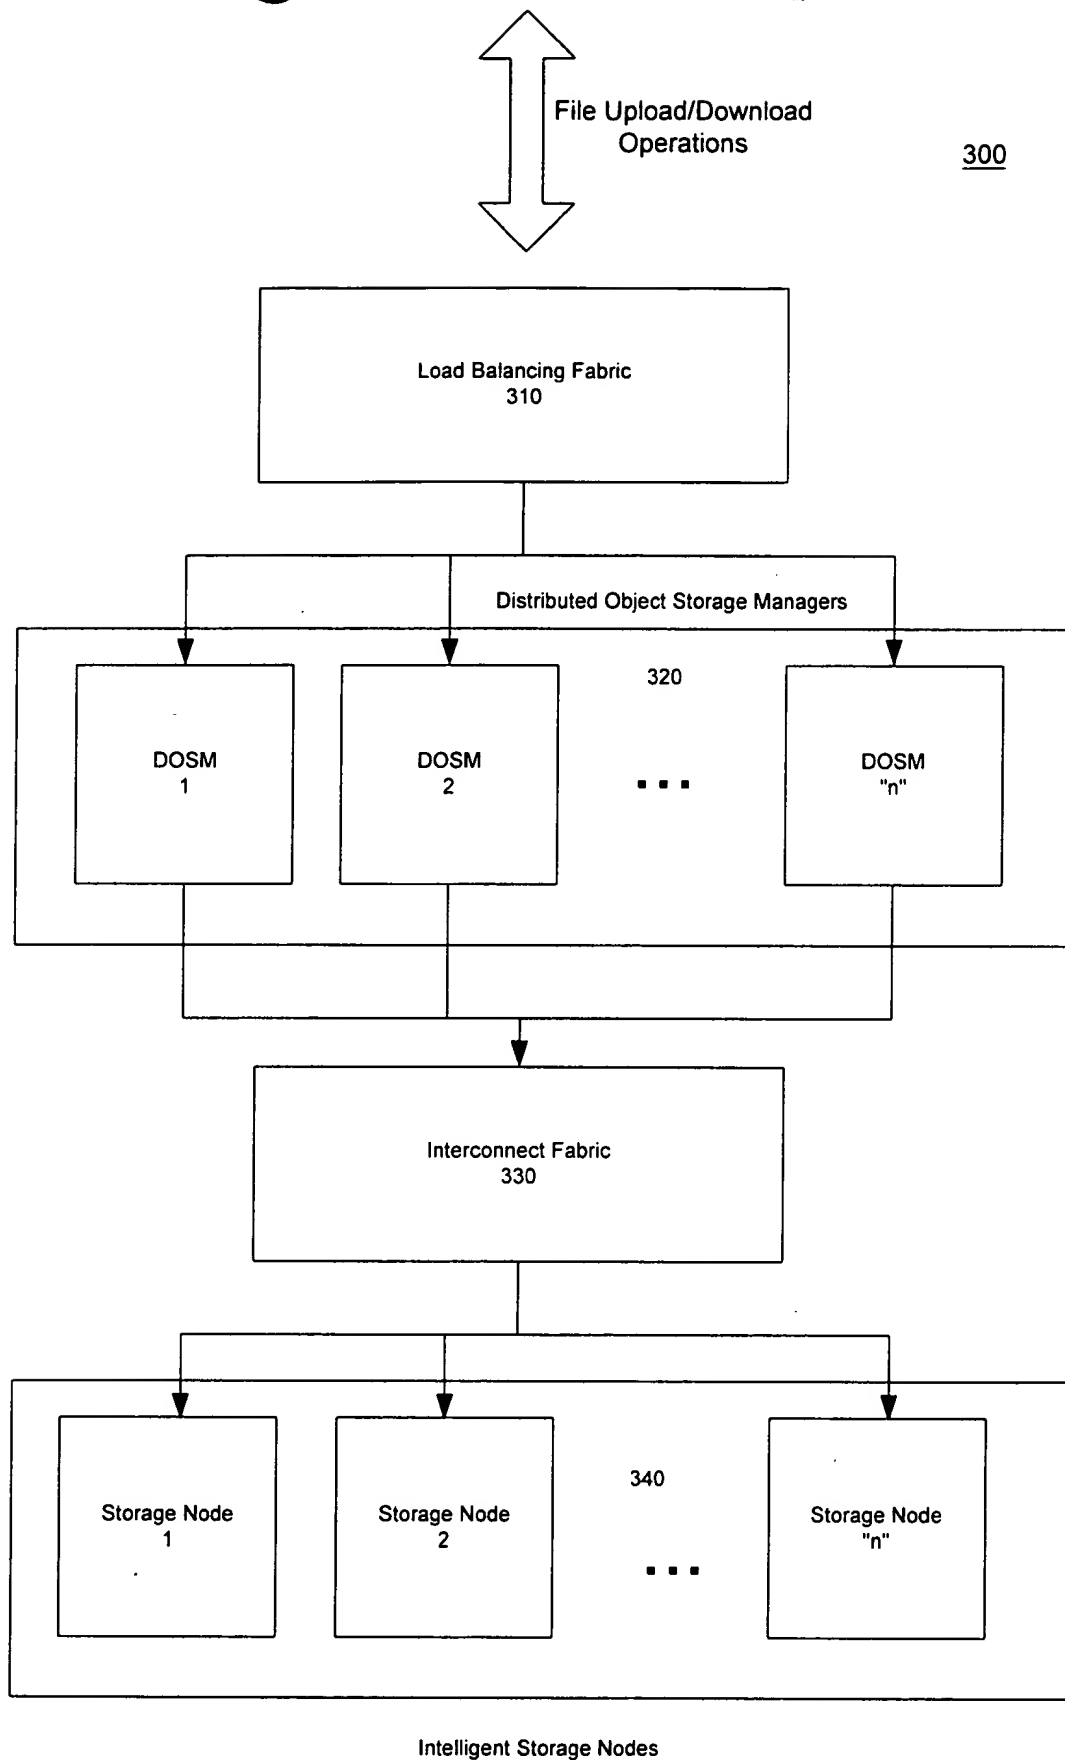 File Upload/Download
Operations
300
Load Balancing Fabric
310
Distributed Object Storage Managers
320
DOSM
1
DOSM
2
DOSM
"n"
Interconnect Fabric
330
340
Storage Node
1
Storage Node
2
Storage Node
"n"
Intelligent Storage Nodes